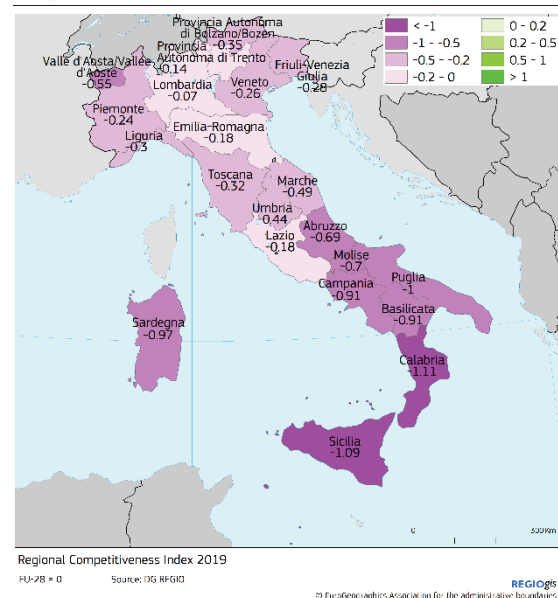 Provincia Autonoma
di Bolzano/Bozen
-0.35
Provincia
Autonoma di Trento
-0.14
Valle d'Aosta/Vallée
d'Aoste
-0.55
Friuli-Venezia
Giulia
-0.28
Lombardia
-0.07
Veneto
-0.26
Piemonte
-0.24
Liguria
-0.3
Emilia-Romagna
-0.18
Toscana
-0.32
Marche
-0.49
Umbria
-0.44
Lazio
-0.18
Abruzzo
-0.69
Molise
-0.7
Campania
-0.91
Puglia
-1
Basilicata
-0.91
Sardegna
-0.97
Calabria
-1.11
Sicilia
-1.09
< -1
-1 - -0.5
-0.5 - -0.2
-0.2 - 0
0 - 0.2
0.2 - 0.5
0.5 - 1
> 1
0 300 Km
Regional Competitiveness Index 2019
EU-28 = 0 Source: DG REGIO
REGIOgis
© EuroGeographics Association for the administrative boundaries